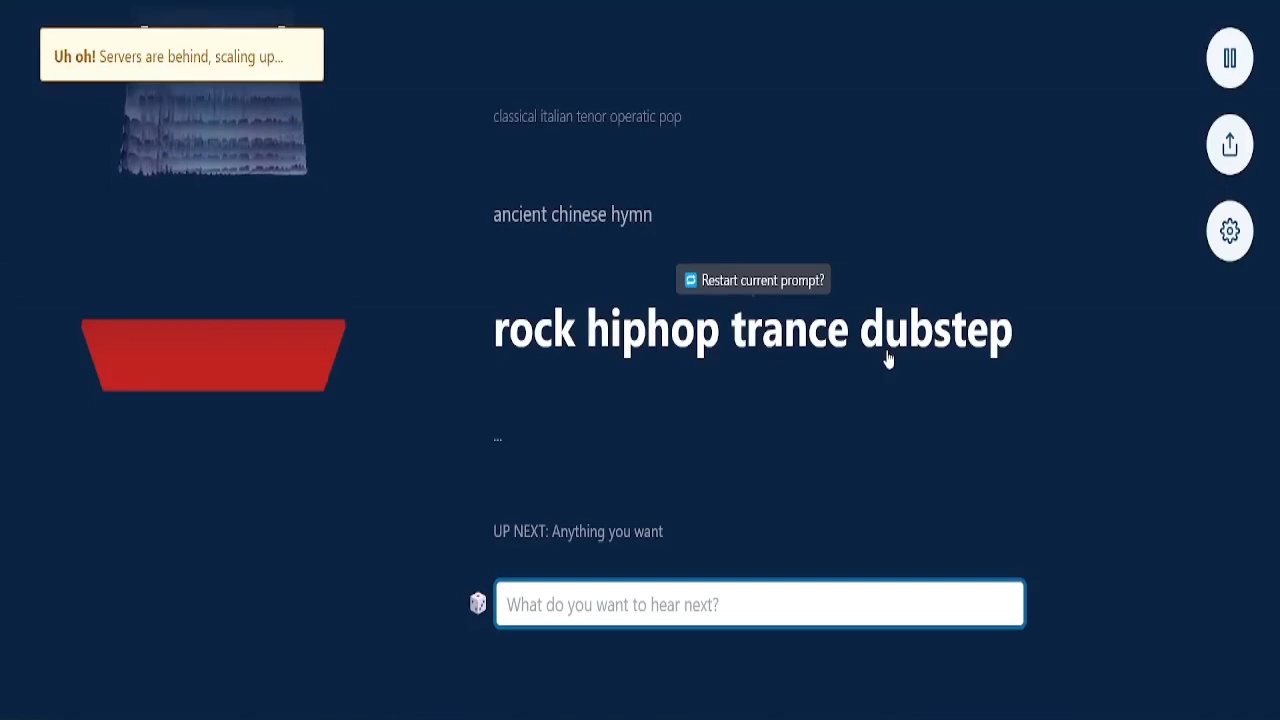 Uh oh! Servers are behind, scaling up...
classical italian tenor operatic pop
ancient chinese hymn
Restart current prompt?
rock hiphop trance dubstep
...
UP NEXT: Anything you want
What do you want to hear next?